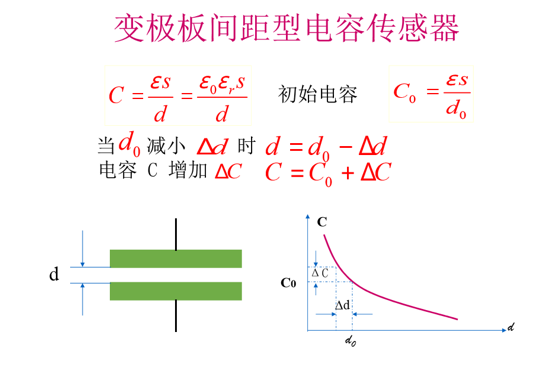 变极板间距型电容传感器
C = εs/d = ε₀εᵣs/d 初始电容 C₀ = εs/d₀
当d₀ 减小 Δd 时 d = d₀ − Δd
电容 C 增加 ΔC C = C₀ + ΔC
d
C
Δ C
C0
Δd
d
d₀